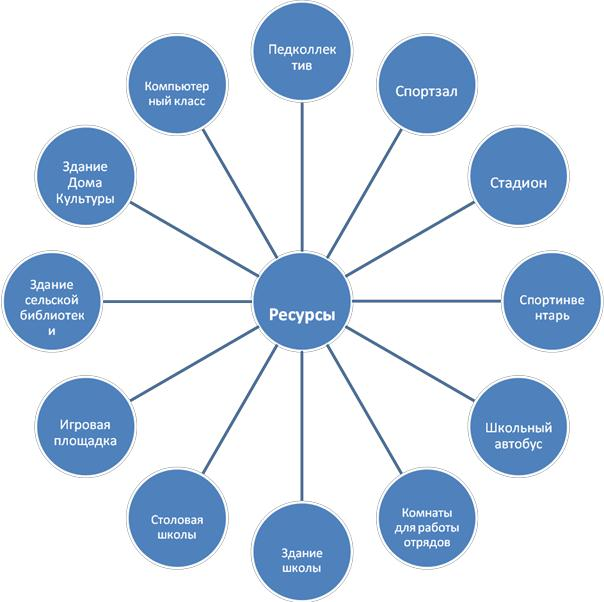 Педколлек
тив
Спортзал
Стадион
Спортинве
нтарь
Школьный
автобус
Комнаты
для работы
отрядов
Здание
школы
Столовая
школы
Игровая
площадка
Здание
сельской
библиотек
и
Здание
Дома
Культуры
Компьютер
ный класс
Ресурсы